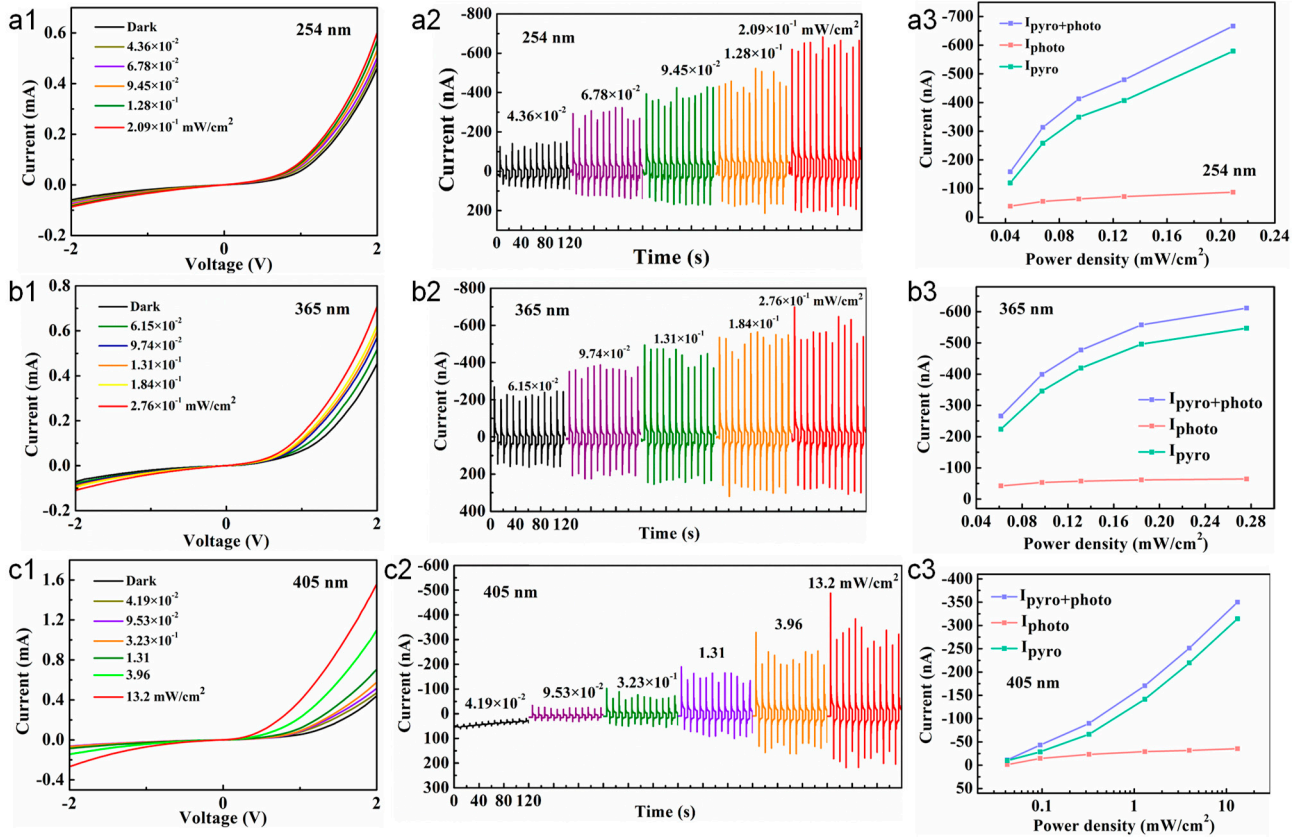 a1
254 nm
Dark
4.36×10⁻²
6.78×10⁻²
9.45×10⁻²
1.28×10⁻¹
2.09×10⁻¹ mW/cm²
Current (mA)
0.6
0.4
0.2
0.0
-0.2
-2
0
2
Voltage (V)
a2
254 nm
2.09×10⁻¹ mW/cm²
1.28×10⁻¹
9.45×10⁻²
6.78×10⁻²
4.36×10⁻²
Current (nA)
-800
-600
-400
-200
0
200
0 40 80 120
Time (s)
a3
I pyro+photo
I photo
I pyro
254 nm
Current (nA)
-700
-600
-500
-400
-300
-200
-100
0
0.04 0.08 0.12 0.16 0.20 0.24
Power density (mW/cm²)
b1
365 nm
Dark
6.15×10⁻²
9.74×10⁻²
1.31×10⁻¹
1.84×10⁻¹
2.76×10⁻¹ mW/cm²
Current (mA)
0.8
0.6
0.4
0.2
0.0
-0.2
-2
0
2
Voltage (V)
b2
365 nm
2.76×10⁻¹ mW/cm²
1.84×10⁻¹
1.31×10⁻¹
9.74×10⁻²
6.15×10⁻²
Current (nA)
-800
-600
-400
-200
0
200
400
0 40 80 120
Time (s)
b3
365 nm
I pyro+photo
I photo
I pyro
Current (nA)
-600
-500
-400
-300
-200
-100
0
0.04 0.08 0.12 0.16 0.20 0.24 0.28
Power density (mW/cm²)
c1
405 nm
Dark
4.19×10⁻²
9.53×10⁻²
3.23×10⁻¹
1.31
3.96
13.2 mW/cm²
Current (mA)
1.6
1.2
0.8
0.4
0.0
-0.4
-2
0
2
Voltage (V)
c2
405 nm
13.2 mW/cm²
3.96
1.31
3.23×10⁻¹
9.53×10⁻²
4.19×10⁻²
Current (nA)
-600
-500
-400
-300
-200
-100
0
100
200
300
0 40 80 120
Time (s)
c3
I pyro+photo
I photo
I pyro
405 nm
Current (nA)
-400
-350
-300
-250
-200
-150
-100
-50
0
50
0.1 1 10
Power density (mW/cm²)